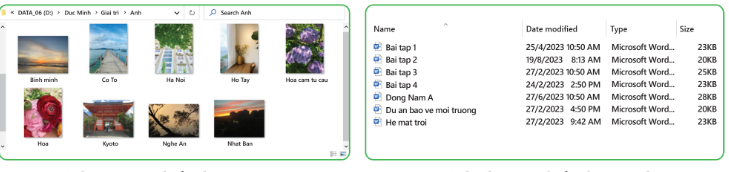 « DATA_06 (D:) > Duc Minh > Giai tri > Anh
Search Anh
Binh minh Co To Ha Noi Ho Tay Hoa cam tu cau
Hoa Kyoto Nghe An Nhat Ban
Name Date modified Type Size
Bai tap 1 25/4/2023 10:50 AM Microsoft Word... 23KB
Bai tap 2 19/8/2023 8:13 AM Microsoft Word... 20KB
Bai tap 3 27/2/2023 10:50 AM Microsoft Word... 25KB
Bai tap 4 24/2/2023 2:50 PM Microsoft Word... 23KB
Dong Nam A 27/6/2023 10:50 AM Microsoft Word... 28KB
Du an bao ve moi truong 27/2/2023 4:50 PM Microsoft Word... 20KB
He mat troi 27/2/2023 9:42 AM Microsoft Word... 23KB